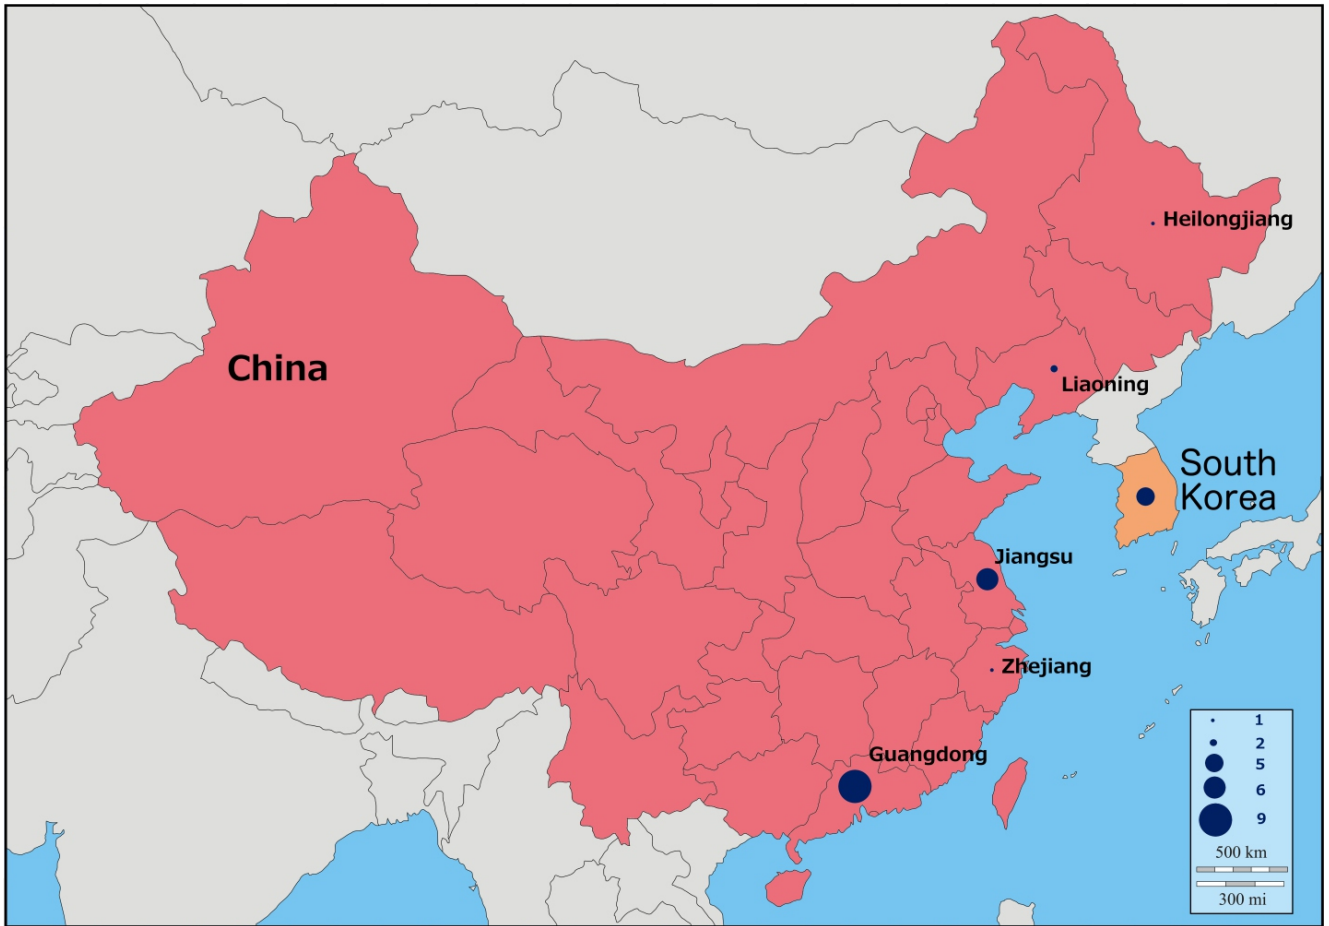 Heilongjiang
China
Liaoning
South
Korea
Jiangsu
Zhejiang
Guangdong
1
2
5
6
9
500 km
300 mi